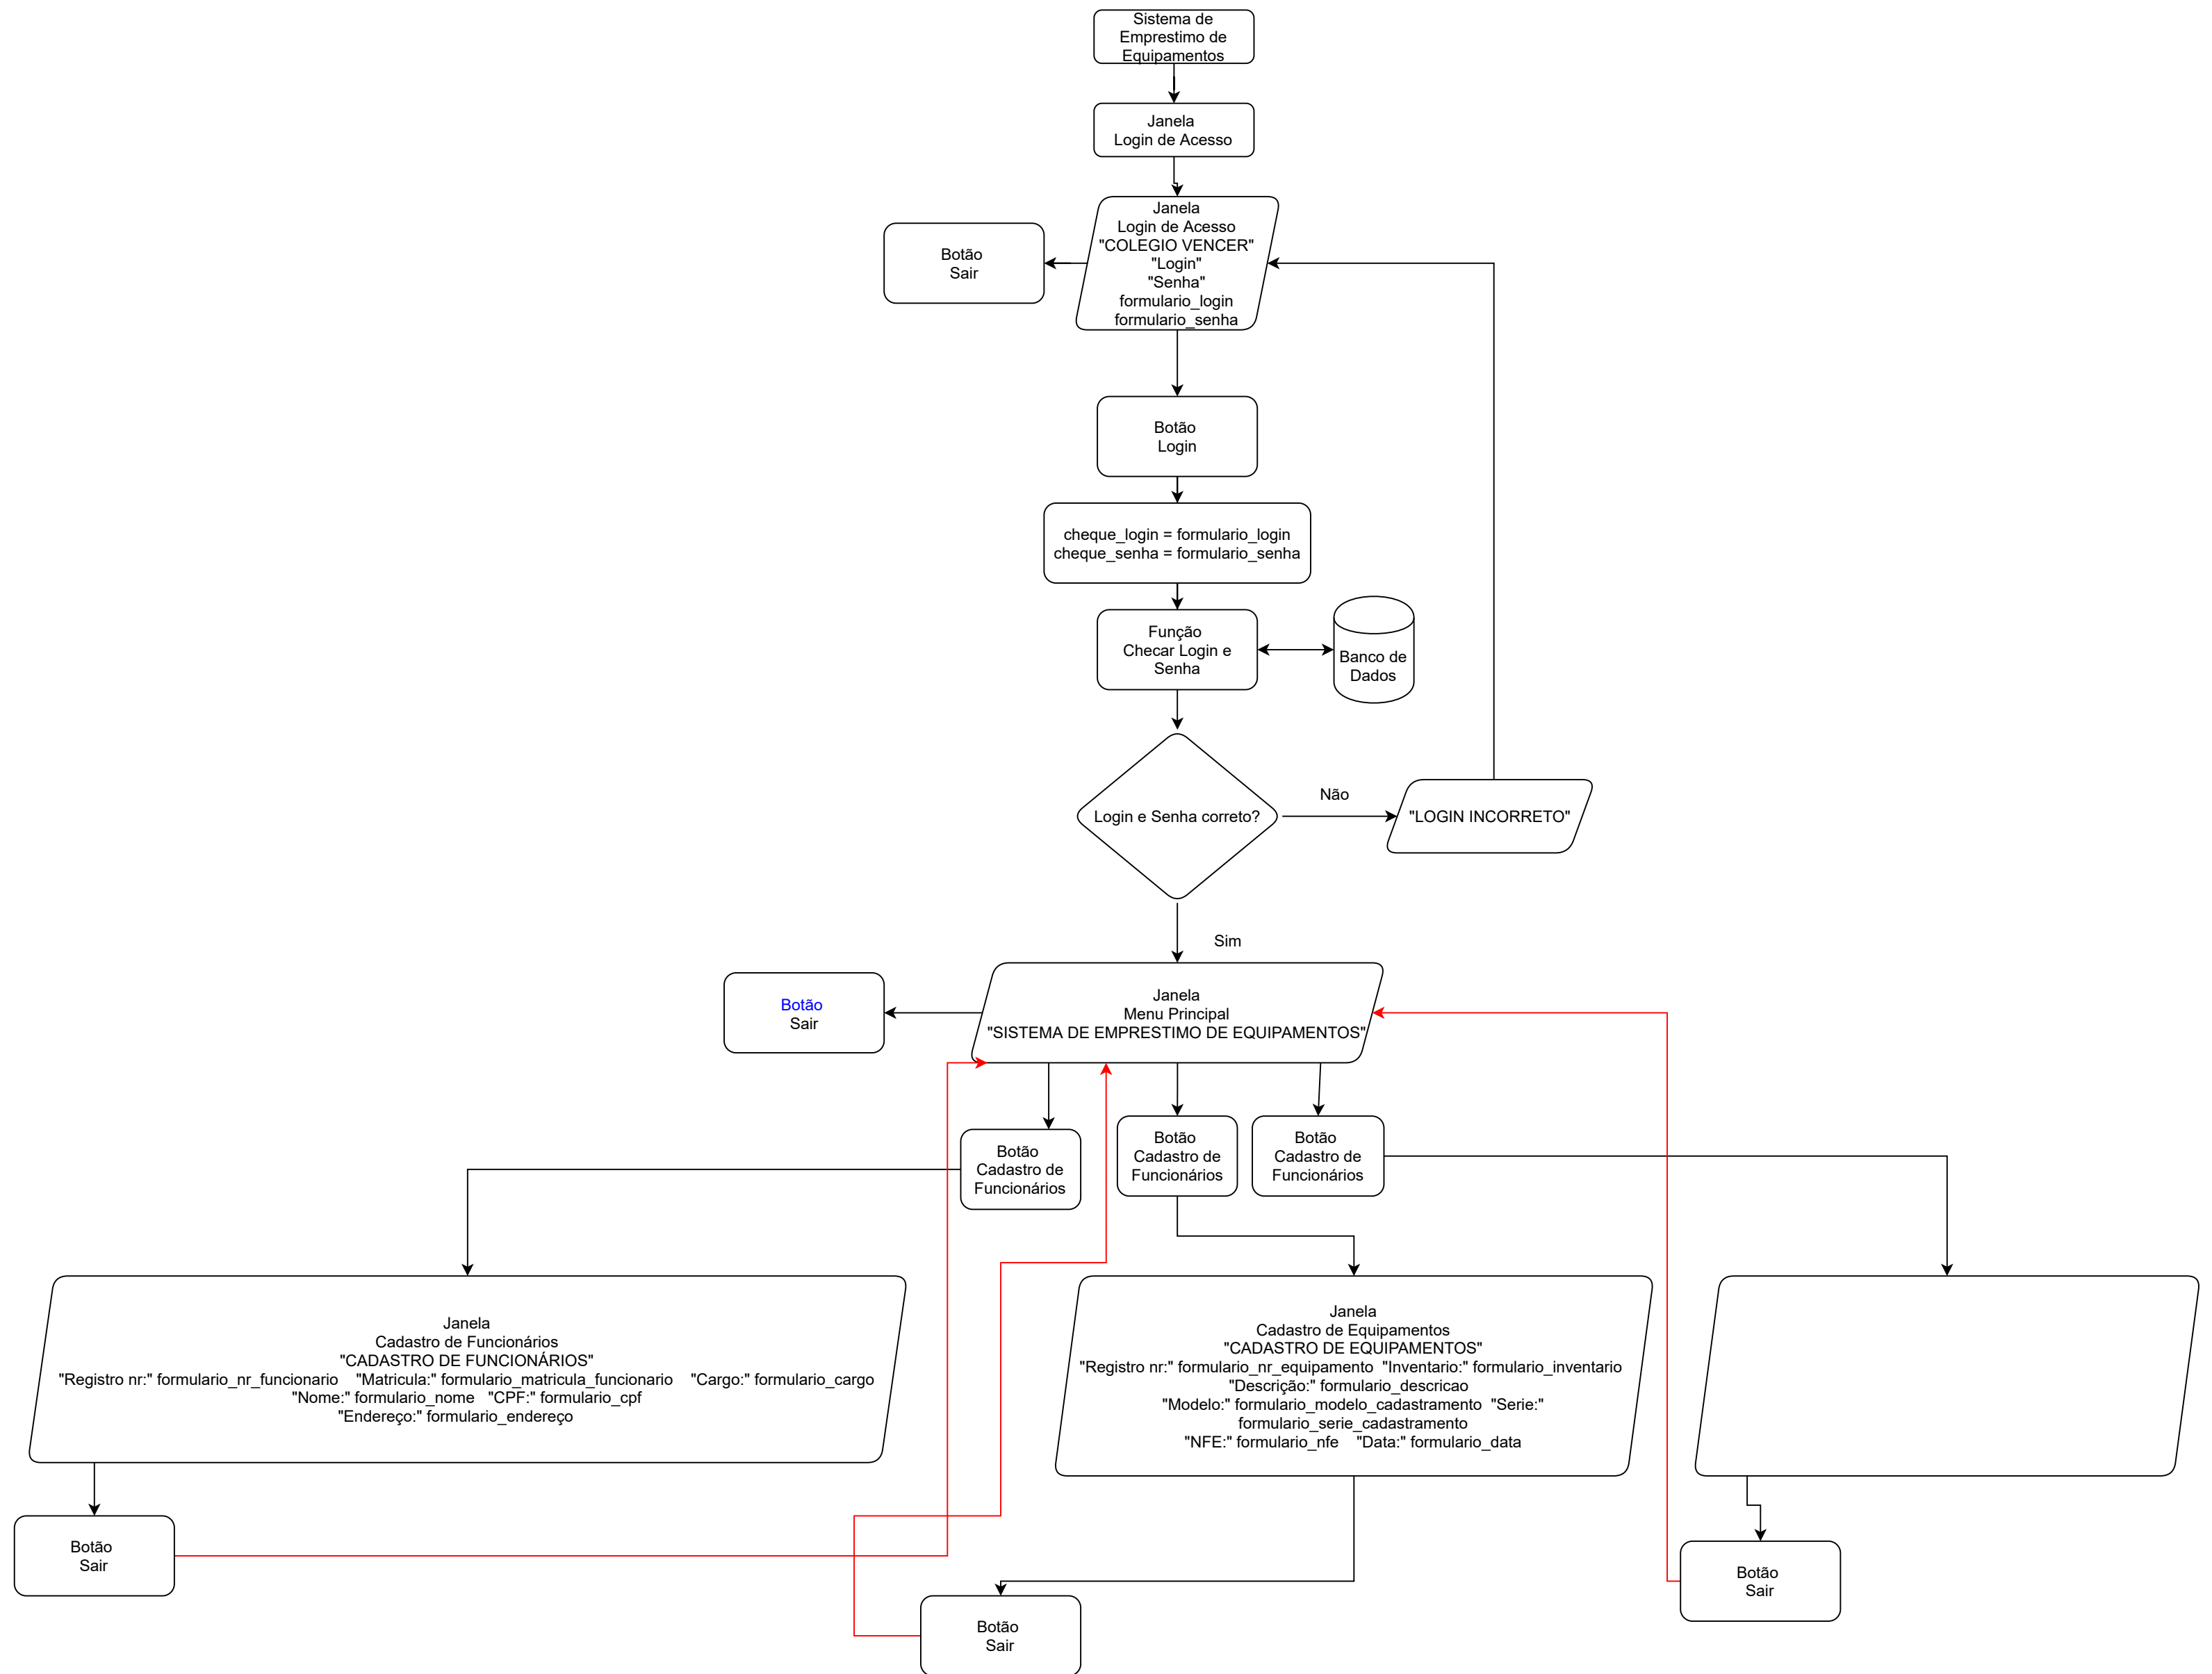 Sistema de
Emprestimo de
Equipamentos
Janela
Login de Acesso
Janela
Login de Acesso
"COLEGIO VENCER"
"Login"
"Senha"
formulario_login
formulario_senha
Botão
Sair
Botão
Login
cheque_login = formulario_login
cheque_senha = formulario_senha
Função
Checar Login e
Senha
Banco de
Dados
Login e Senha correto?
Não
"LOGIN INCORRETO"
Sim
Janela
Menu Principal
"SISTEMA DE EMPRESTIMO DE EQUIPAMENTOS"
Botão
Sair
Botão
Cadastro de
Funcionários
Botão
Cadastro de
Funcionários
Botão
Cadastro de
Funcionários
Janela
Cadastro de Funcionários
"CADASTRO DE FUNCIONÁRIOS"
"Registro nr:" formulario_nr_funcionario "Matricula:" formulario_matricula_funcionario "Cargo:" formulario_cargo
"Nome:" formulario_nome "CPF:" formulario_cpf
"Endereço:" formulario_endereço
Janela
Cadastro de Equipamentos
"CADASTRO DE EQUIPAMENTOS"
"Registro nr:" formulario_nr_equipamento "Inventario:" formulario_inventario
"Descrição:" formulario_descricao
"Modelo:" formulario_modelo_cadastramento "Serie:"
formulario_serie_cadastramento
"NFE:" formulario_nfe "Data:" formulario_data
Botão
Sair
Botão
Sair
Botão
Sair